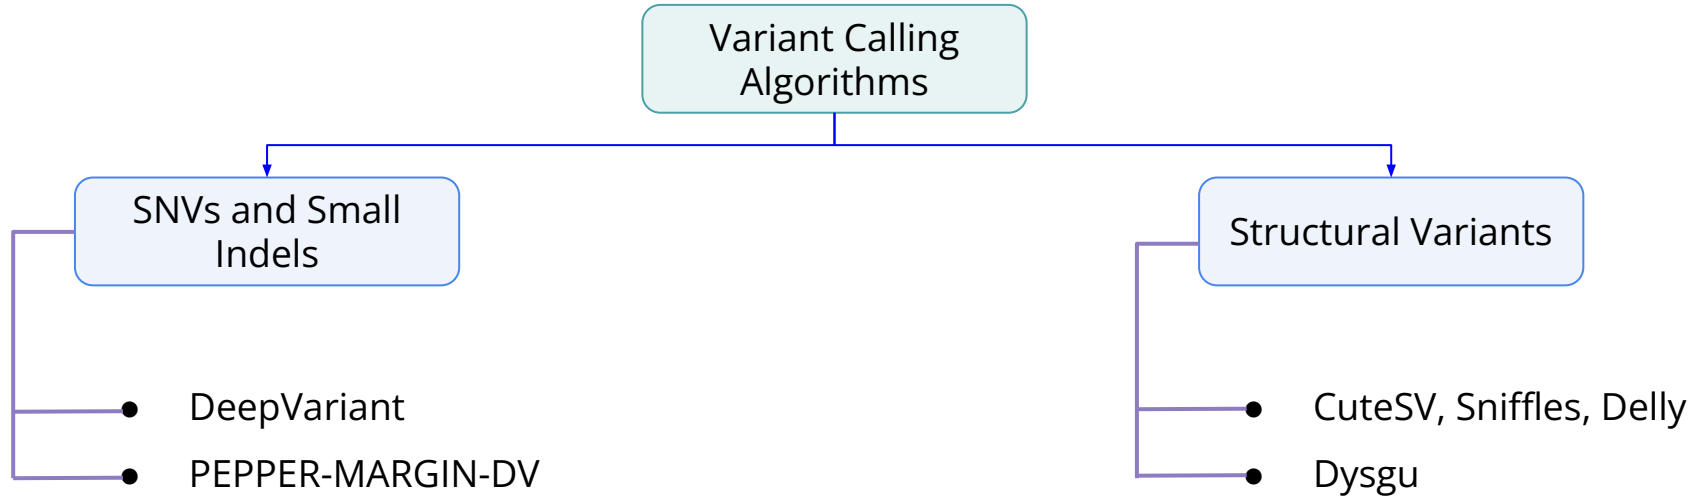 Variant Calling
Algorithms
SNVs and Small
Indels
Structural Variants
DeepVariant
PEPPER-MARGIN-DV
CuteSV, Sniffles, Delly
Dysgu